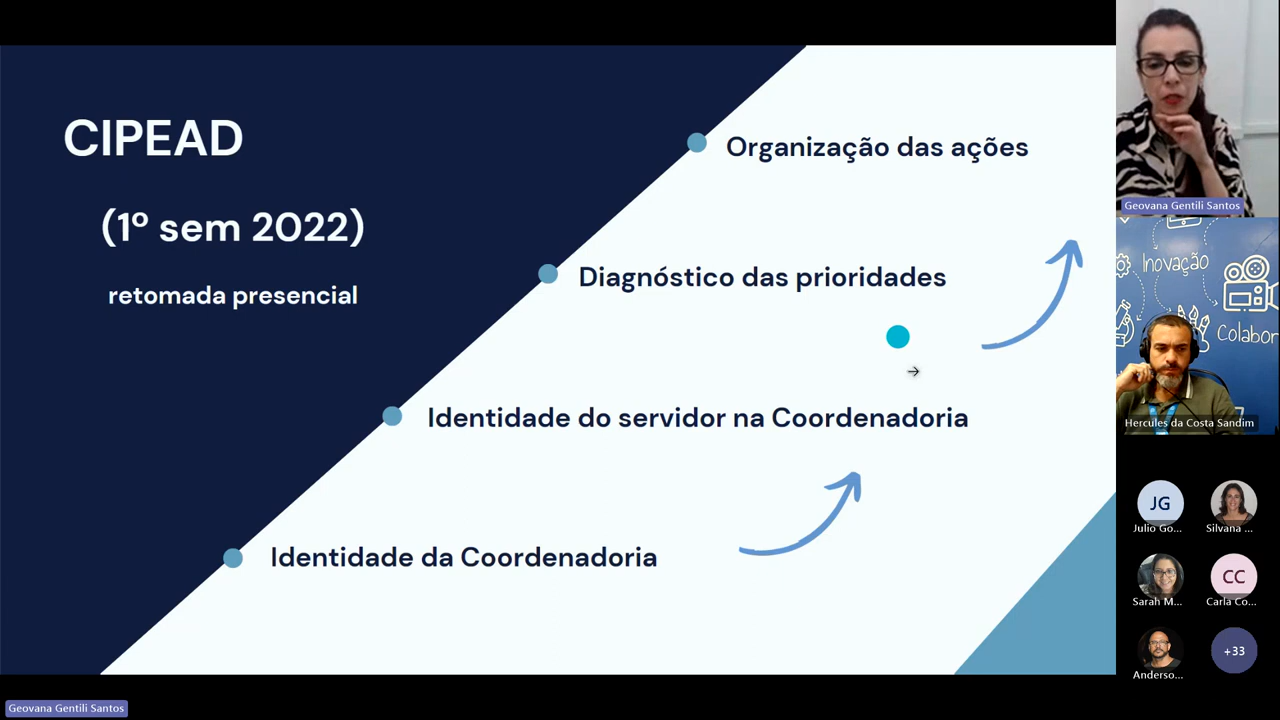 CIPEAD
(1º sem 2022)
retomada presencial
Organização das ações
Diagnóstico das prioridades
Identidade do servidor na Coordenadoria
Identidade da Coordenadoria
Geovana Gentili Santos
Inovação
Colabor
Hercules da Costa Sandim
JG
Julio Go...
Silvana ...
Sarah M...
CC
Carla Co...
Anderso...
+33
Geovana Gentili Santos